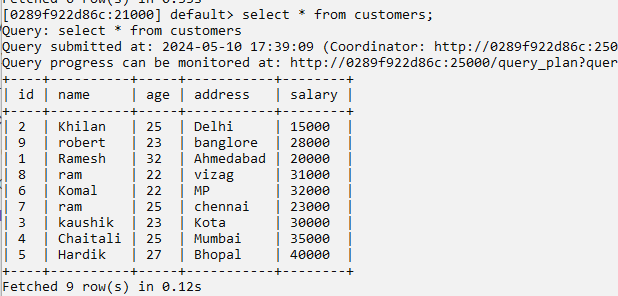 [0289f922d86c:21000] default> select * from customers;
Query: select * from customers
Query submitted at: 2024-05-10 17:39:09 (Coordinator: http://0289f922d86c:250
Query progress can be monitored at: http://0289f922d86c:25000/query_plan?quer
+----+----------+-----+-----------+--------+
| id | name     | age | address   | salary |
+----+----------+-----+-----------+--------+
| 2  | Khilan   | 25  | Delhi     | 15000  |
| 9  | robert   | 23  | banglore  | 28000  |
| 1  | Ramesh   | 32  | Ahmedabad | 20000  |
| 8  | ram      | 22  | vizag     | 31000  |
| 6  | Komal    | 22  | MP        | 32000  |
| 7  | ram      | 25  | chennai   | 23000  |
| 3  | kaushik  | 23  | Kota      | 30000  |
| 4  | Chaitali | 25  | Mumbai    | 35000  |
| 5  | Hardik   | 27  | Bhopal    | 40000  |
+----+----------+-----+-----------+--------+
Fetched 9 row(s) in 0.12s